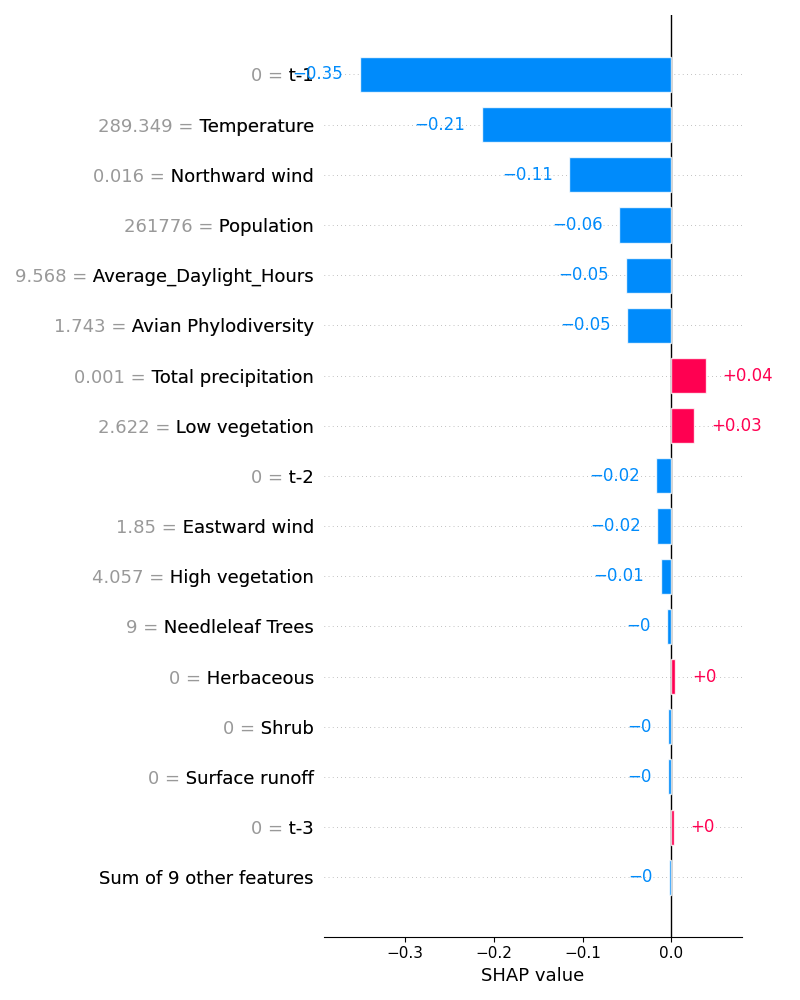 0 = t-1 −0.35
289.349 = Temperature −0.21
0.016 = Northward wind −0.11
261776 = Population −0.06
9.568 = Average_Daylight_Hours −0.05
1.743 = Avian Phylodiversity −0.05
0.001 = Total precipitation +0.04
2.622 = Low vegetation +0.03
0 = t-2 −0.02
1.85 = Eastward wind −0.02
4.057 = High vegetation −0.01
9 = Needleleaf Trees −0
0 = Herbaceous +0
0 = Shrub −0
0 = Surface runoff −0
0 = t-3 +0
Sum of 9 other features −0
−0.3 −0.2 −0.1 0.0
SHAP value